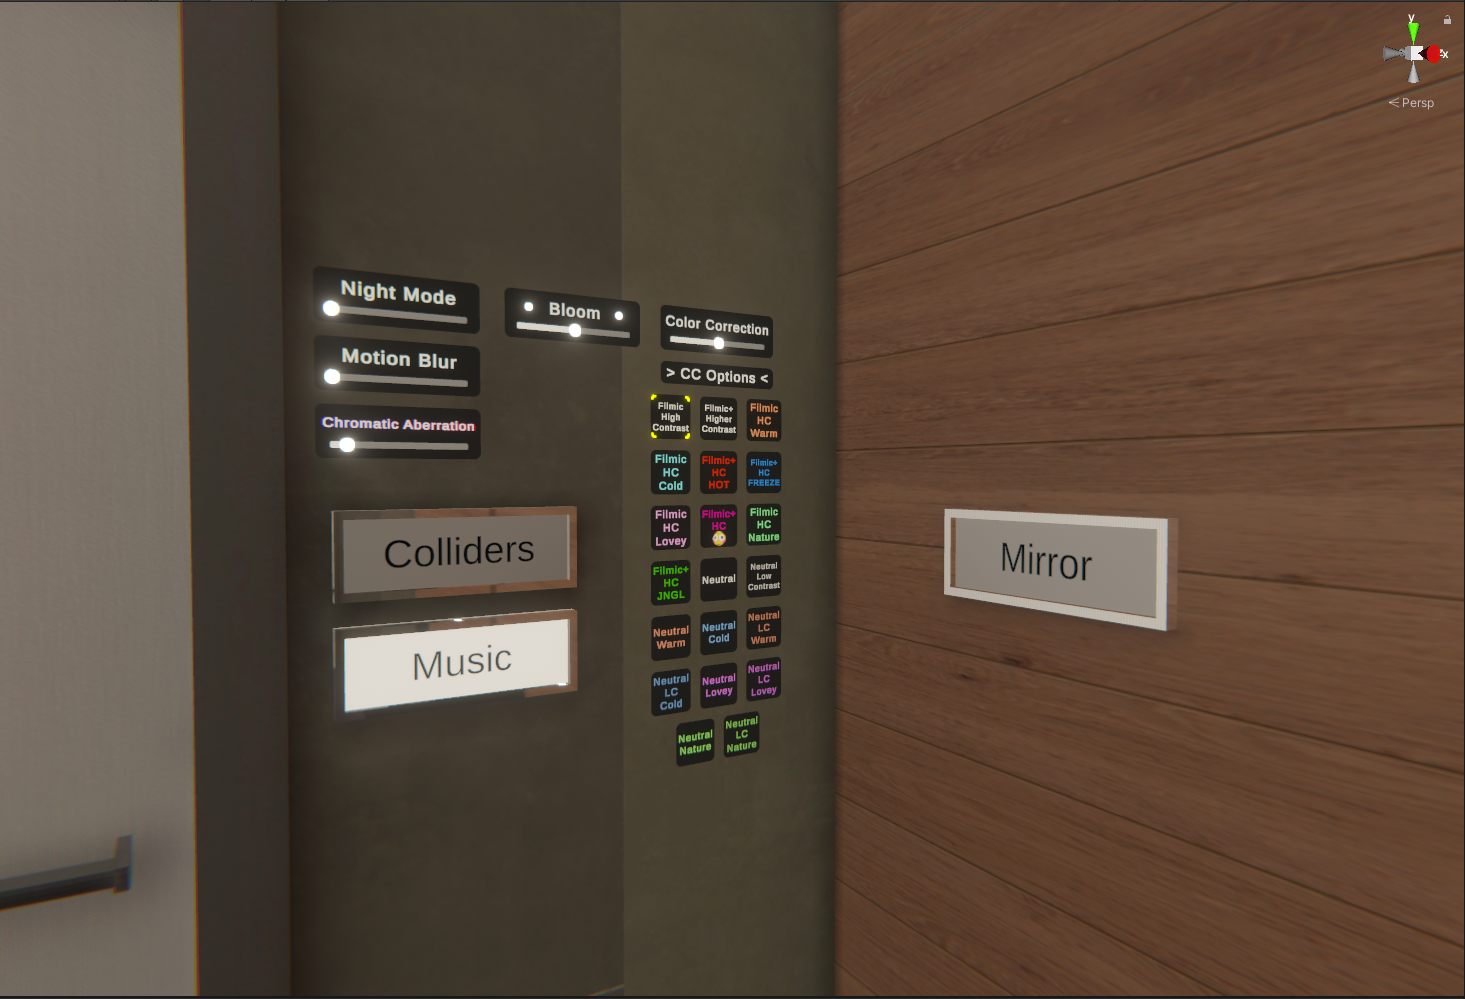 y
x
< Persp
Night Mode
Motion Blur
Chromatic Aberration
Bloom
Color Correction
> CC Options <
Filmic
High
Contrast
Filmic+
Higher
Contrast
Filmic
HC
Warm
Filmic
HC
Cold
Filmic+
HC
HOT
Filmic+
HC
FREEZE
Filmic
HC
Lovey
Filmic+
HC
😳
Filmic
HC
Nature
Filmic+
HC
JNGL
Neutral
Neutral
Low
Contrast
Neutral
Warm
Neutral
Cold
Neutral
LC
Warm
Neutral
LC
Cold
Neutral
Lovey
Neutral
LC
Lovey
Neutral
Nature
Neutral
LC
Nature
Colliders
Music
Mirror